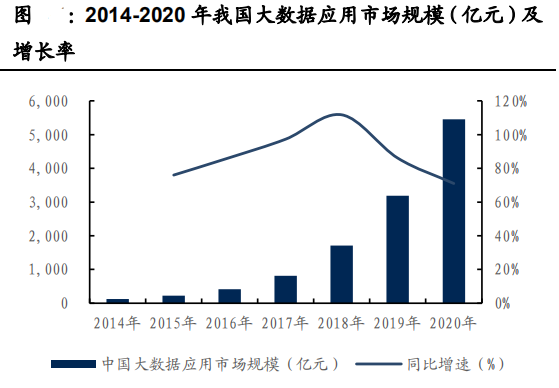 图 : 2014-2020 年我国大数据应用市场规模(亿元)及
增长率
6,000 120%
5,000 100%
4,000 80%
3,000 60%
2,000 40%
1,000 20%
0 0%
2014年 2015年 2016年 2017年 2018年 2019年 2020年
中国大数据应用市场规模(亿元) 同比增速(%)